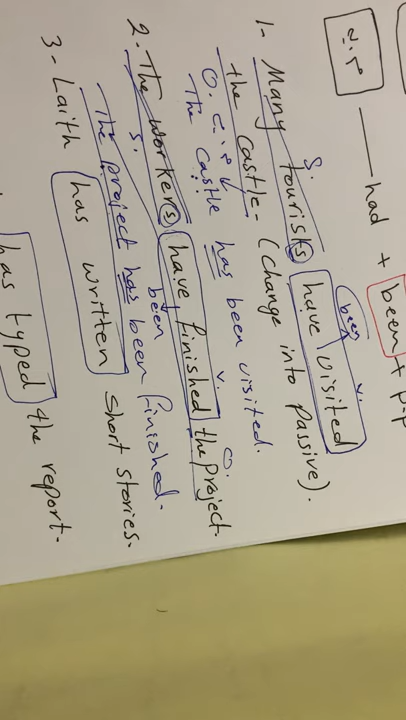 had + been + p.p
م.ب.ج
1- Many tourists have visited
been
S. v.
the castle. (change into passive).
O.
The castle has been visited.
2- The workers have finished the project.
S. been v. O.
The project has been finished.
3- Laith has written short stories.
has typed the report.